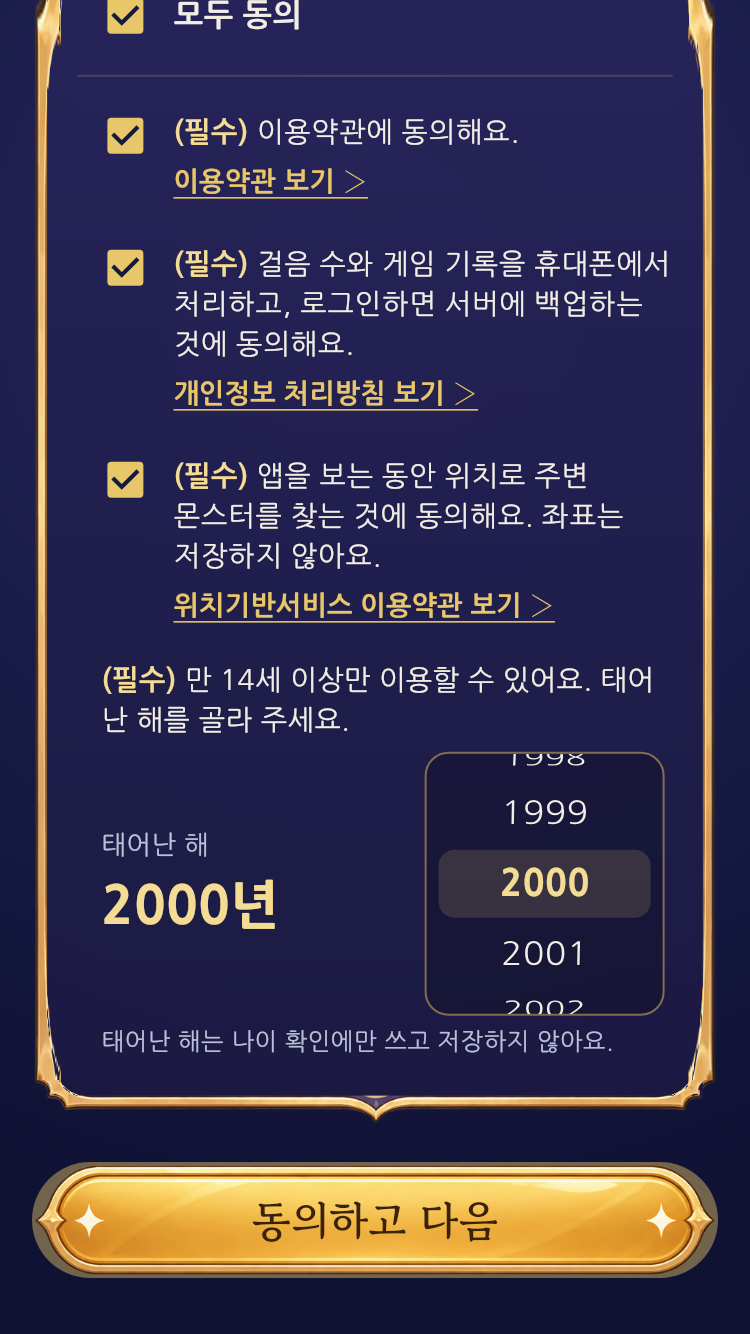 모두 동의
(필수) 이용약관에 동의해요.
이용약관 보기 >
(필수) 걸음 수와 게임 기록을 휴대폰에서
처리하고, 로그인하면 서버에 백업하는
것에 동의해요.
개인정보 처리방침 보기 >
(필수) 앱을 보는 동안 위치로 주변
몬스터를 찾는 것에 동의해요. 좌표는
저장하지 않아요.
위치기반서비스 이용약관 보기 >
(필수) 만 14세 이상만 이용할 수 있어요. 태어
난 해를 골라 주세요.
1998
1999
태어난 해
2000년
2000
2001
2002
태어난 해는 나이 확인에만 쓰고 저장하지 않아요.
동의하고 다음